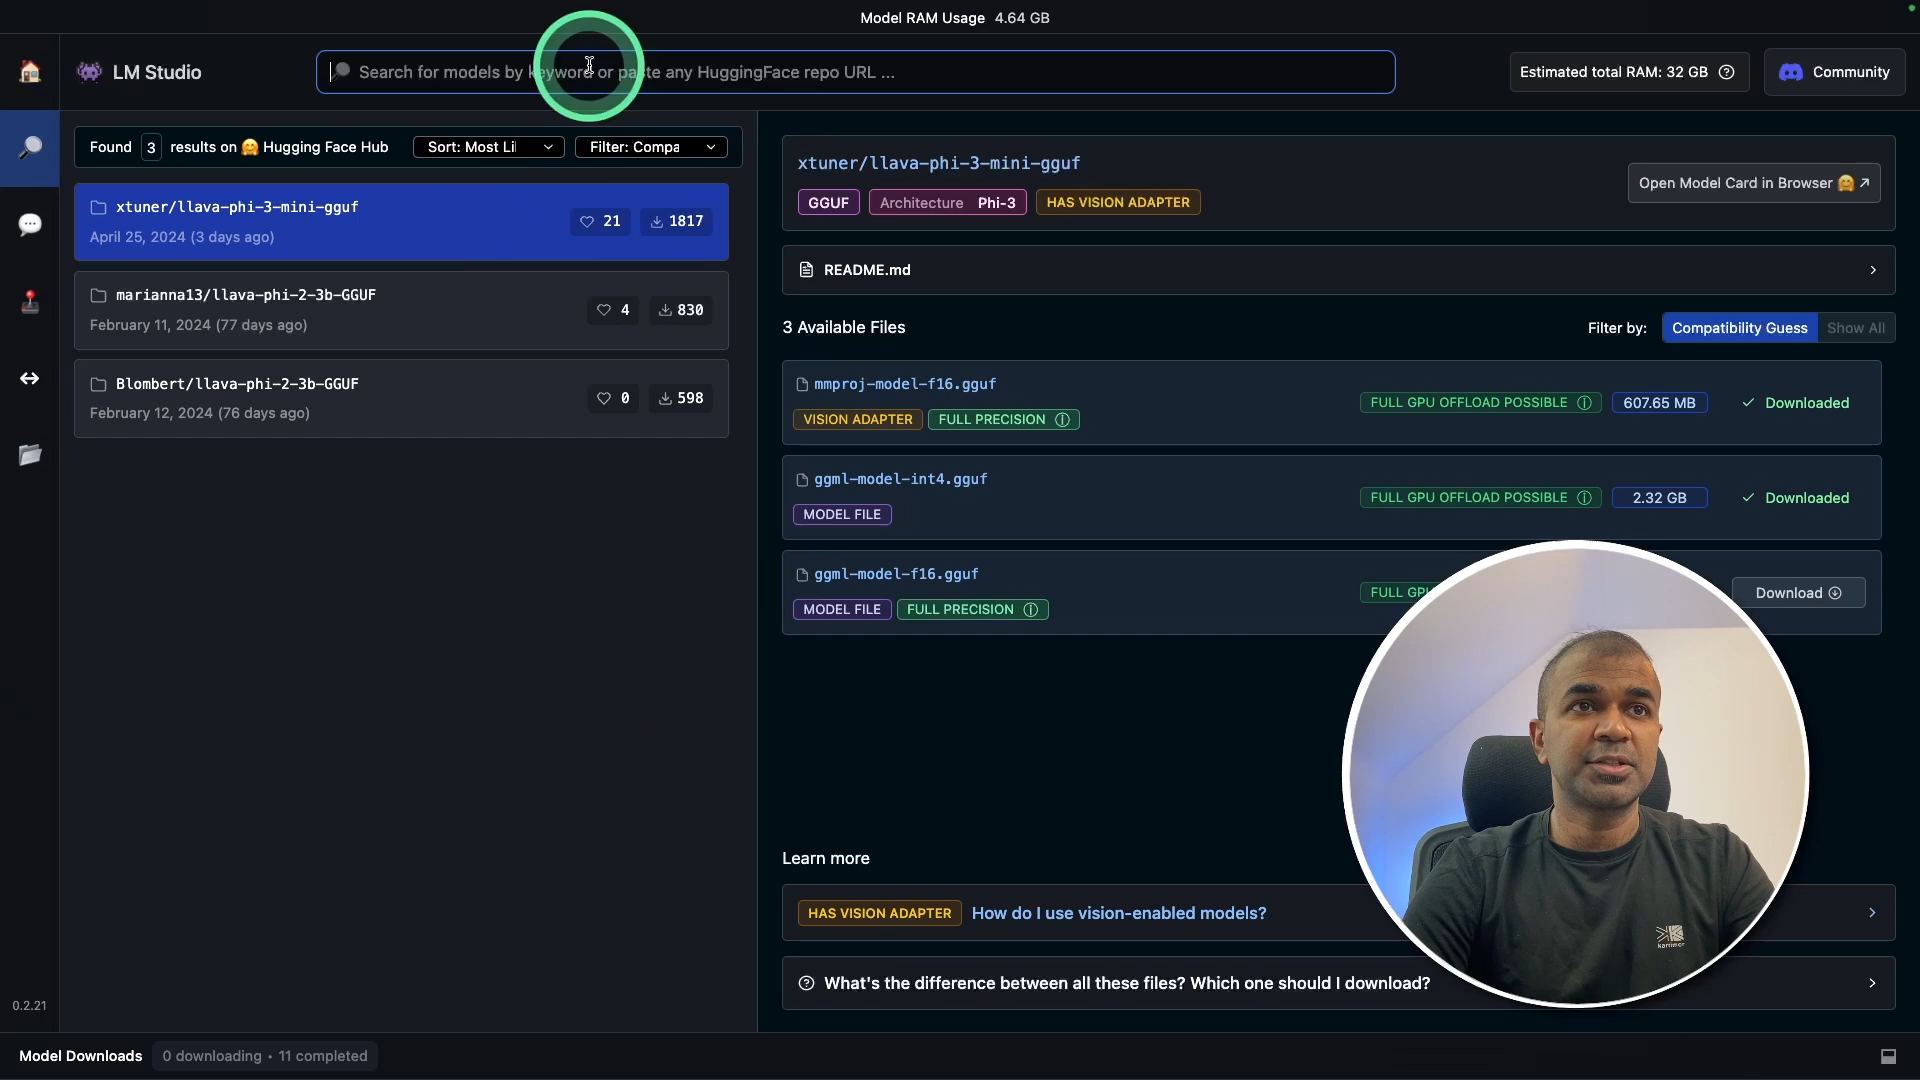 Model RAM Usage 4.64 GB
LM Studio
Search for models by keyword or paste any HuggingFace repo URL ...
Estimated total RAM: 32 GB
Community
Found 3 results on 🤗 Hugging Face Hub
Sort: Most Li
Filter: Compa
xtuner/llava-phi-3-mini-gguf
April 25, 2024 (3 days ago)
21
1817
marianna13/llava-phi-2-3b-GGUF
February 11, 2024 (77 days ago)
4
830
Blombert/llava-phi-2-3b-GGUF
February 12, 2024 (76 days ago)
0
598
xtuner/llava-phi-3-mini-gguf
GGUF Architecture Phi-3 HAS VISION ADAPTER
Open Model Card in Browser 🤗 ↗
README.md
3 Available Files
Filter by: Compatibility Guess Show All
mmproj-model-f16.gguf
VISION ADAPTER FULL PRECISION
FULL GPU OFFLOAD POSSIBLE 607.65 MB ✓ Downloaded
ggml-model-int4.gguf
MODEL FILE
FULL GPU OFFLOAD POSSIBLE 2.32 GB ✓ Downloaded
ggml-model-f16.gguf
MODEL FILE FULL PRECISION
FULL
Download
Learn more
HAS VISION ADAPTER How do I use vision-enabled models?
What's the difference between all these files? Which one should I download?
0.2.21
Model Downloads 0 downloading • 11 completed